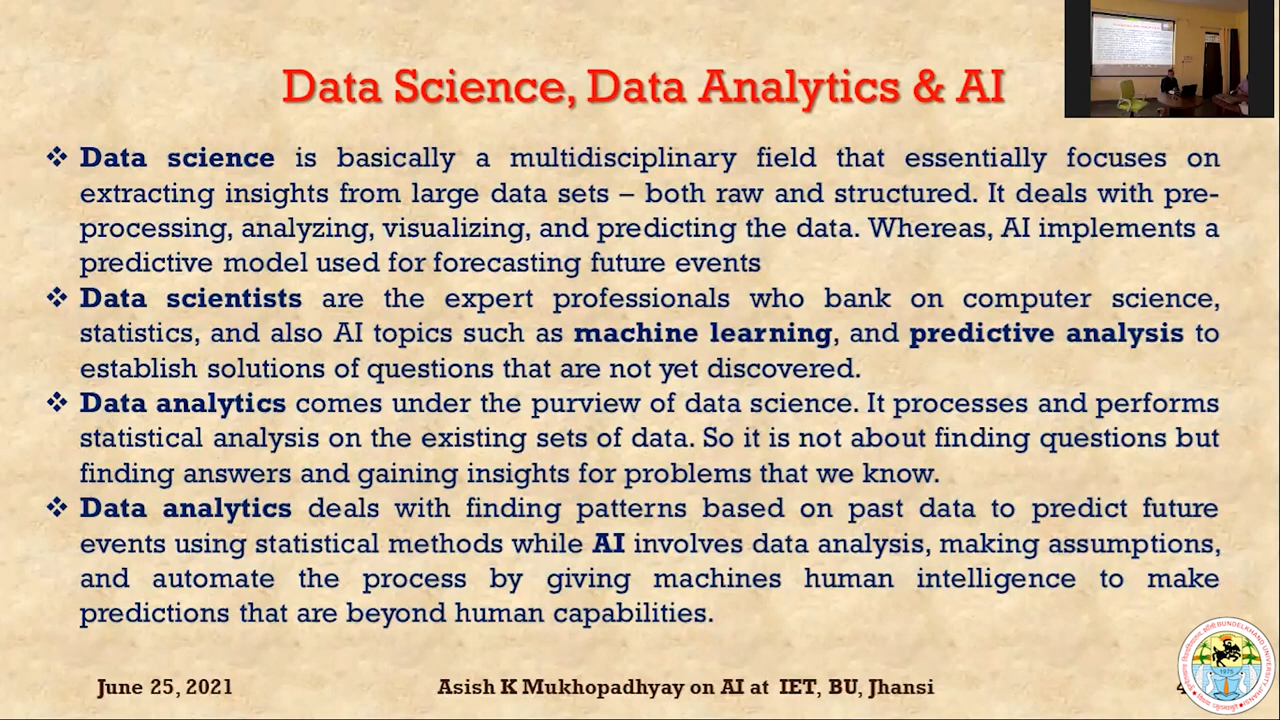 Data Science, Data Analytics & AI
❖ Data science is basically a multidisciplinary field that essentially focuses on
extracting insights from large data sets – both raw and structured. It deals with pre-
processing, analyzing, visualizing, and predicting the data. Whereas, AI implements a
predictive model used for forecasting future events
❖ Data scientists are the expert professionals who bank on computer science,
statistics, and also AI topics such as machine learning, and predictive analysis to
establish solutions of questions that are not yet discovered.
❖ Data analytics comes under the purview of data science. It processes and performs
statistical analysis on the existing sets of data. So it is not about finding questions but
finding answers and gaining insights for problems that we know.
❖ Data analytics deals with finding patterns based on past data to predict future
events using statistical methods while AI involves data analysis, making assumptions,
and automate the process by giving machines human intelligence to make
predictions that are beyond human capabilities.
June 25, 2021
Asish K Mukhopadhyay on AI at IET, BU, Jhansi
BUNDELKHAND UNIVERSITY JHANSI
1975